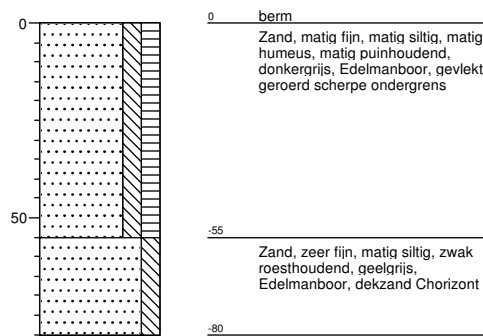 0
0 berm
Zand, matig fijn, matig siltig, matig
humeus, matig puinhoudend,
donkergrijs, Edelmanboor, gevlekt
geroerd scherpe ondergrens
50
-55
Zand, zeer fijn, matig siltig, zwak
roesthoudend, geelgrijs,
Edelmanboor, dekzand Chorizont
-80